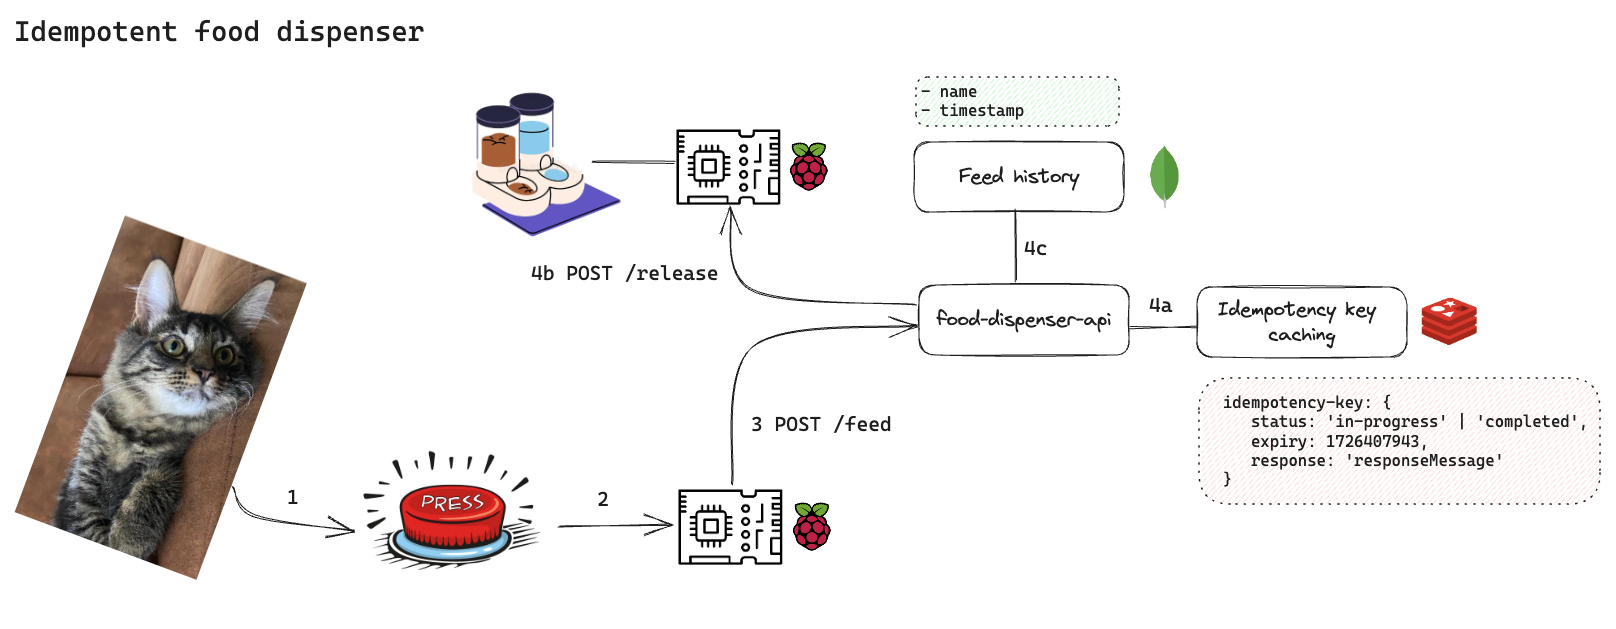 Idempotent food dispenser
- name
- timestamp
Feed history
4c
4b POST /release
food-dispenser-api
4a
Idempotency key
caching
3 POST /feed
idempotency-key: {
status: 'in-progress' | 'completed',
expiry: 1726407943,
response: 'responseMessage'
}
1
PRESS
2